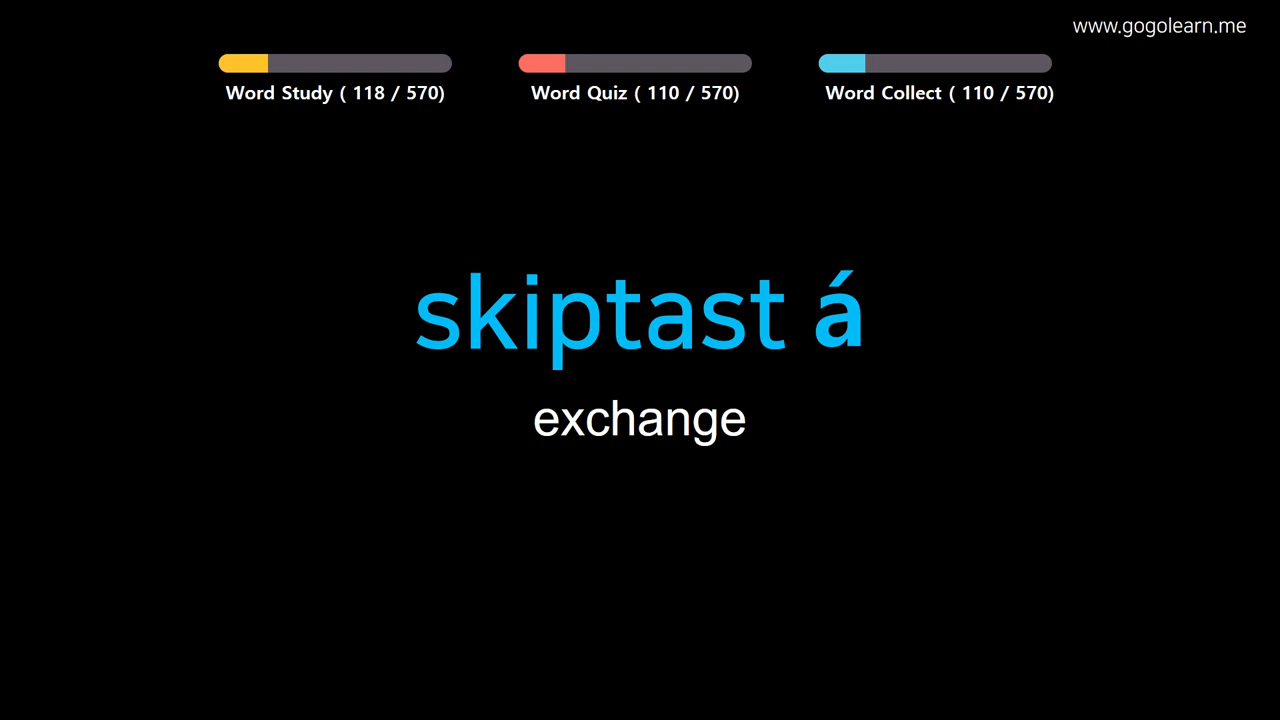 www.gogolearn.me
Word Study ( 118 / 570)
Word Quiz ( 110 / 570)
Word Collect ( 110 / 570)
skiptast á
exchange